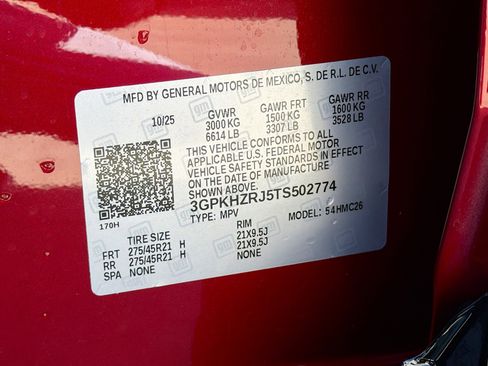 MFD BY GENERAL MOTORS DE MEXICO, S. DE R.L. DE C.V.
10/25 GVWR GAWR FRT GAWR RR
3000 KG 1500 KG 1600 KG
6614 LB 3307 LB 3528 LB
THIS VEHICLE CONFORMS TO ALL
APPLICABLE U.S. FEDERAL MOTOR
VEHICLE SAFETY STANDARDS IN EFFECT
ON THE DATE OF MANUFACTURE
SHOWN ABOVE.
3GPKHZRJ5TS502774
170H TYPE: MPV MODEL: 54HMC26
TIRE SIZE RIM
FRT 275/45R21 H 21X9.5J
RR 275/45R21 H 21X9.5J
SPA NONE NONE